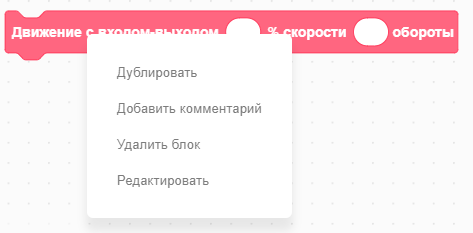 Движение с входом-выходом % скорости обороты
Дублировать
Добавить комментарий
Удалить блок
Редактировать